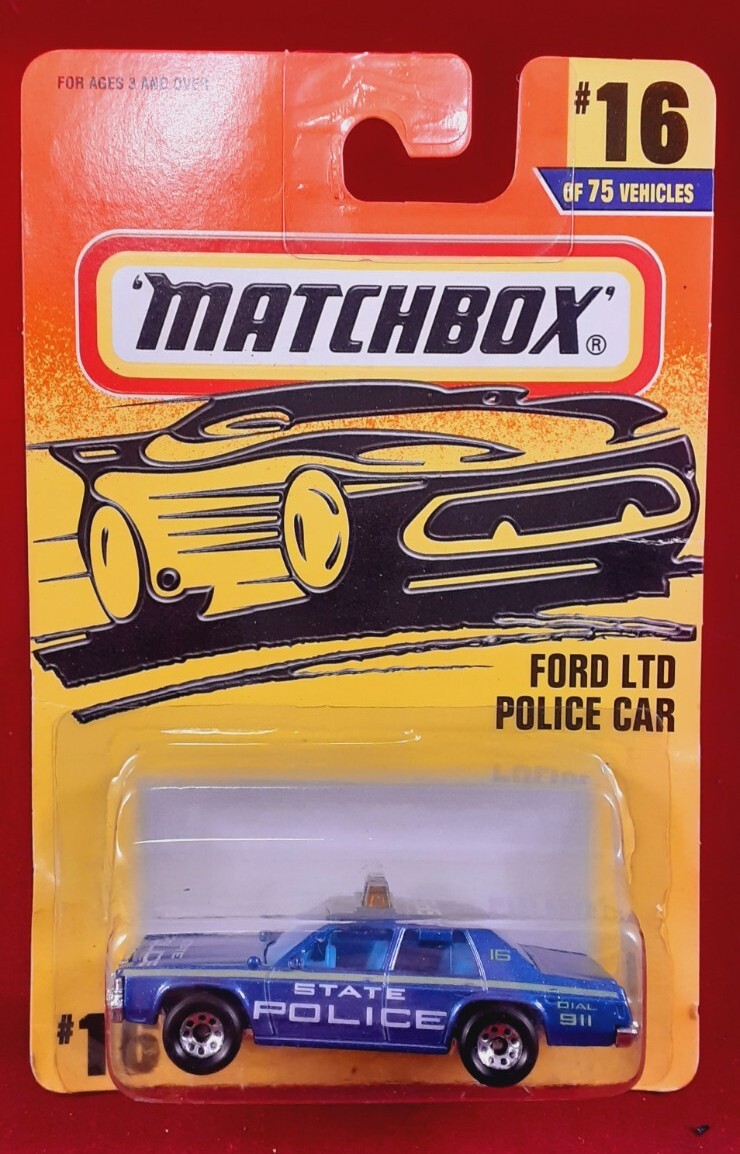 FOR AGES 3 AND OVER
#16
OF 75 VEHICLES
'MATCHBOX'®
FORD LTD
POLICE CAR
16
STATE
POLICE
DIAL
911
#16